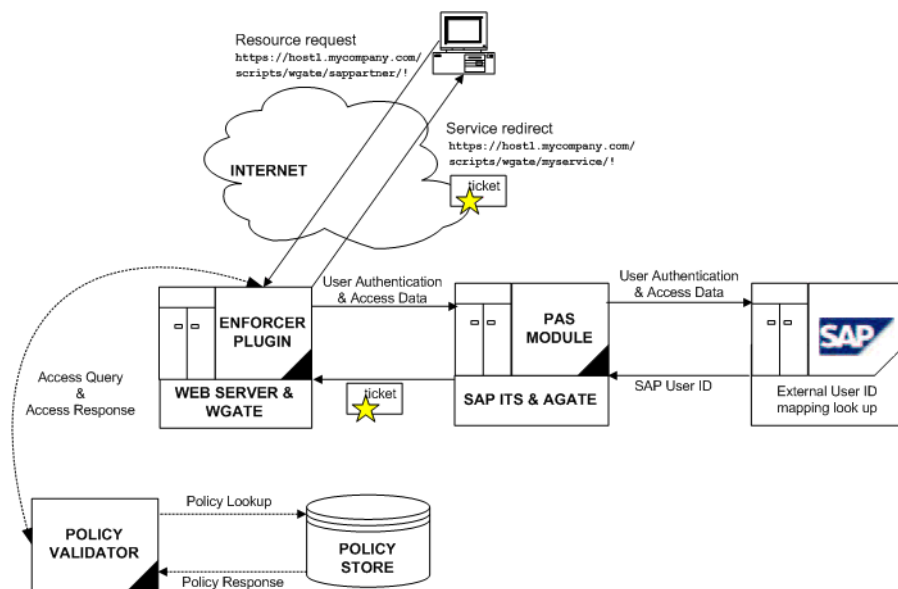 Resource request
https://host1.mycompany.com/
scripts/wgate/sappartner/!
Service redirect
https://host1.mycompany.com/
scripts/wgate/myservice/!
INTERNET
ticket
User Authentication
& Access Data
User Authentication
& Access Data
ENFORCER
PLUGIN
PAS
MODULE
SAP
Access Query
&
Access Response
WEB SERVER &
WGATE
ticket
SAP ITS & AGATE
SAP User ID
External User ID
mapping look up
Policy Lookup
POLICY
VALIDATOR
POLICY
STORE
Policy Response